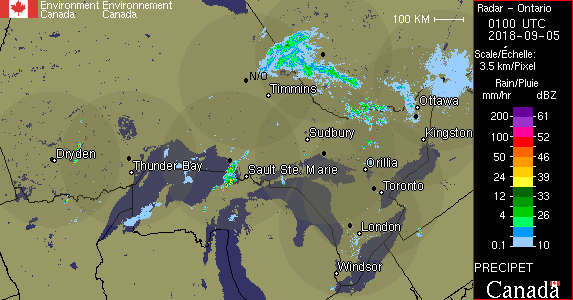 Environment Environnement
Canada Canada
100 KM
N/O
Timmins
Ottawa
Sudbury
Kingston
Dryden
Thunder Bay
Sault Ste. Marie
Orillia
Toronto
London
Windsor
Radar - Ontario
0100 UTC
2018-09-05
Scale/Échelle:
3.5 km/Pixel
Rain/Pluie
mm/hr dBZ
200 61
100 52
50 46
24 39
12 33
4 26
0.1 10
PRECIPET
Canada